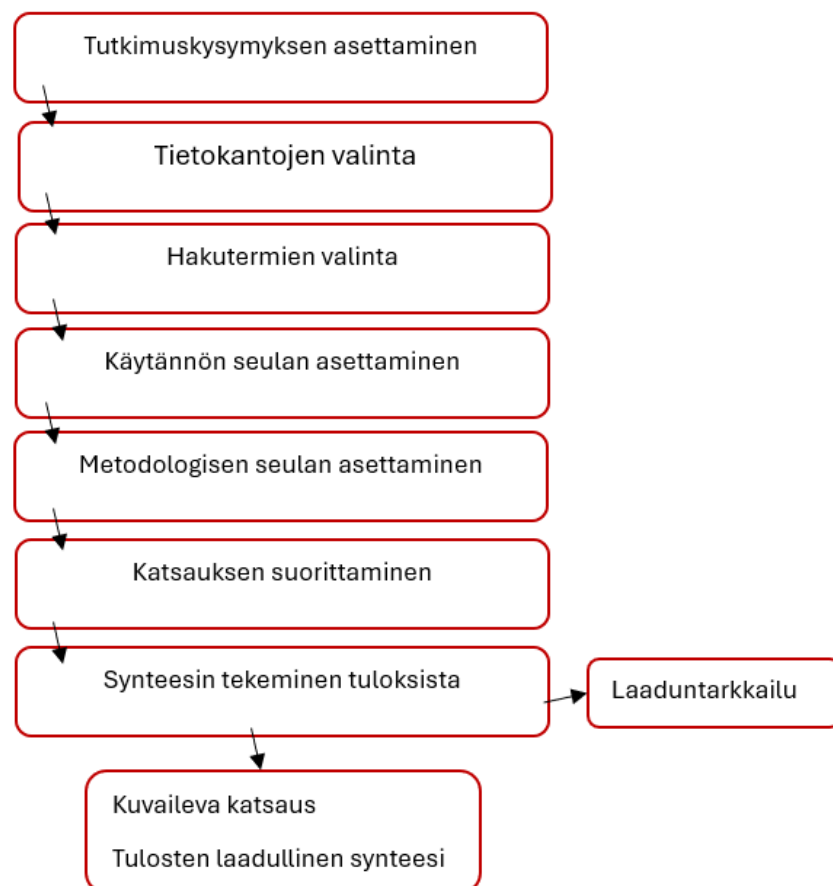 Tutkimuskysymyksen asettaminen
Tietokantojen valinta
Hakutermien valinta
Käytännön seulan asettaminen
Metodologisen seulan asettaminen
Katsauksen suorittaminen
Synteesin tekeminen tuloksista
Laaduntarkkailu
Kuvaileva katsaus
Tulosten laadullinen synteesi